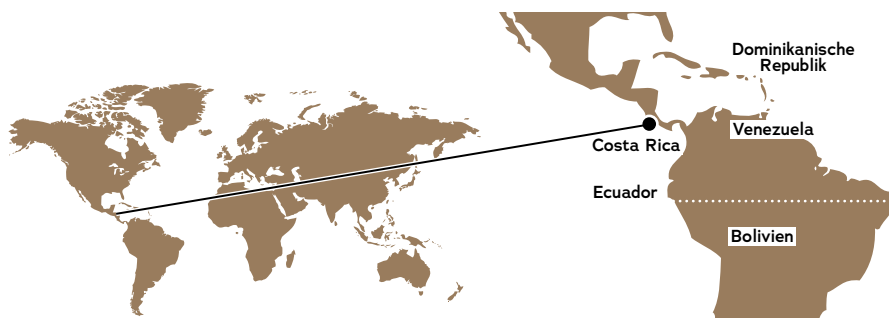 Dominikanische
Republik
Venezuela
Costa Rica
Ecuador
Bolivien